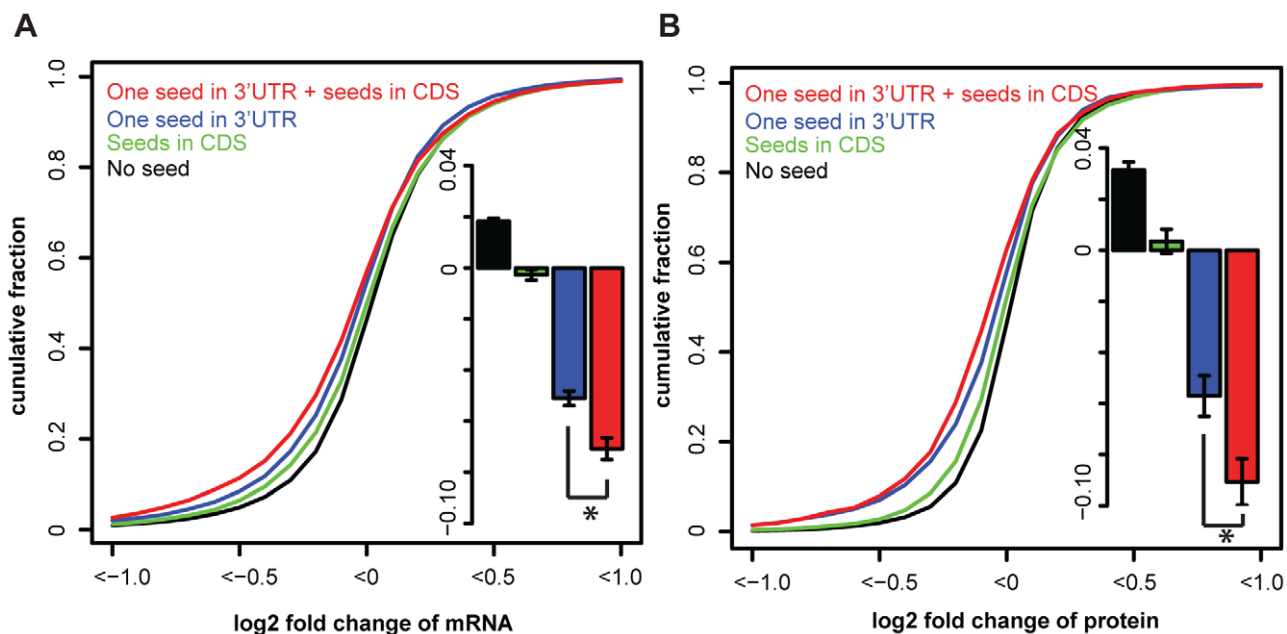 A
cunulative fraction
1.0
0.8
0.6
0.4
0.2
0
One seed in 3'UTR + seeds in CDS
One seed in 3'UTR
Seeds in CDS
No seed
0.04
0
−0.10
*
<−1.0 <−0.5 <0 <0.5 <1.0
log2 fold change of mRNA
B
cumulative fraction
1.0
0.8
0.6
0.4
0.2
0
One seed in 3'UTR + seeds in CDS
One seed in 3'UTR
Seeds in CDS
No seed
0.04
0
−0.10
*
<−1.0 <−0.5 <0 <0.5 <1.0
log2 fold change of protein